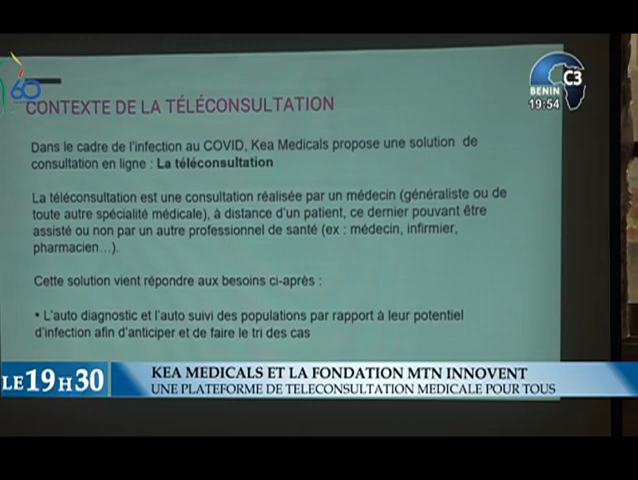 60
C3
BENIN
19:54
CONTEXTE DE LA TÉLÉCONSULTATION
Dans le cadre de l'infection au COVID, Kea Medicals propose une solution de
consultation en ligne : La téléconsultation
La téléconsultation est une consultation réalisée par un médecin (généraliste ou de
toute autre spécialité médicale), à distance d'un patient, ce dernier pouvant être
assisté ou non par un autre professionnel de santé (ex : médecin, infirmier,
pharmacien...).
Cette solution vient répondre aux besoins ci-après :
• L'auto diagnostic et l'auto suivi des populations par rapport à leur potentiel
d'infection afin d'anticiper et de faire le tri des cas
LE 19H30
KEA MEDICALS ET LA FONDATION MTN INNOVENT
UNE PLATEFORME DE TELECONSULTATION MEDICALE POUR TOUS